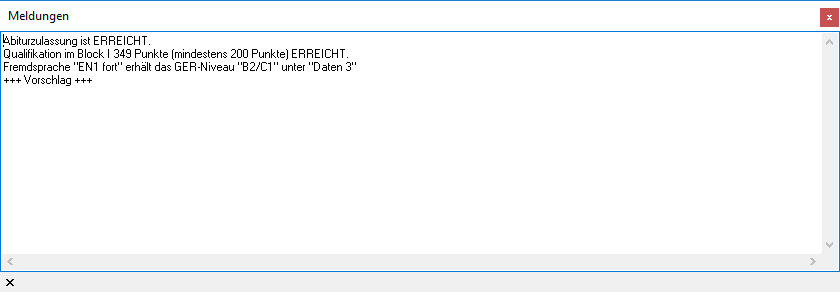 Meldungen
Abiturzulassung ist ERREICHT.
Qualifikation im Block I 349 Punkte (mindestens 200 Punkte) ERREICHT.
Fremdsprache "EN1 fort" erhält das GER-Niveau "B2/C1" unter "Daten 3"
+++ Vorschlag +++